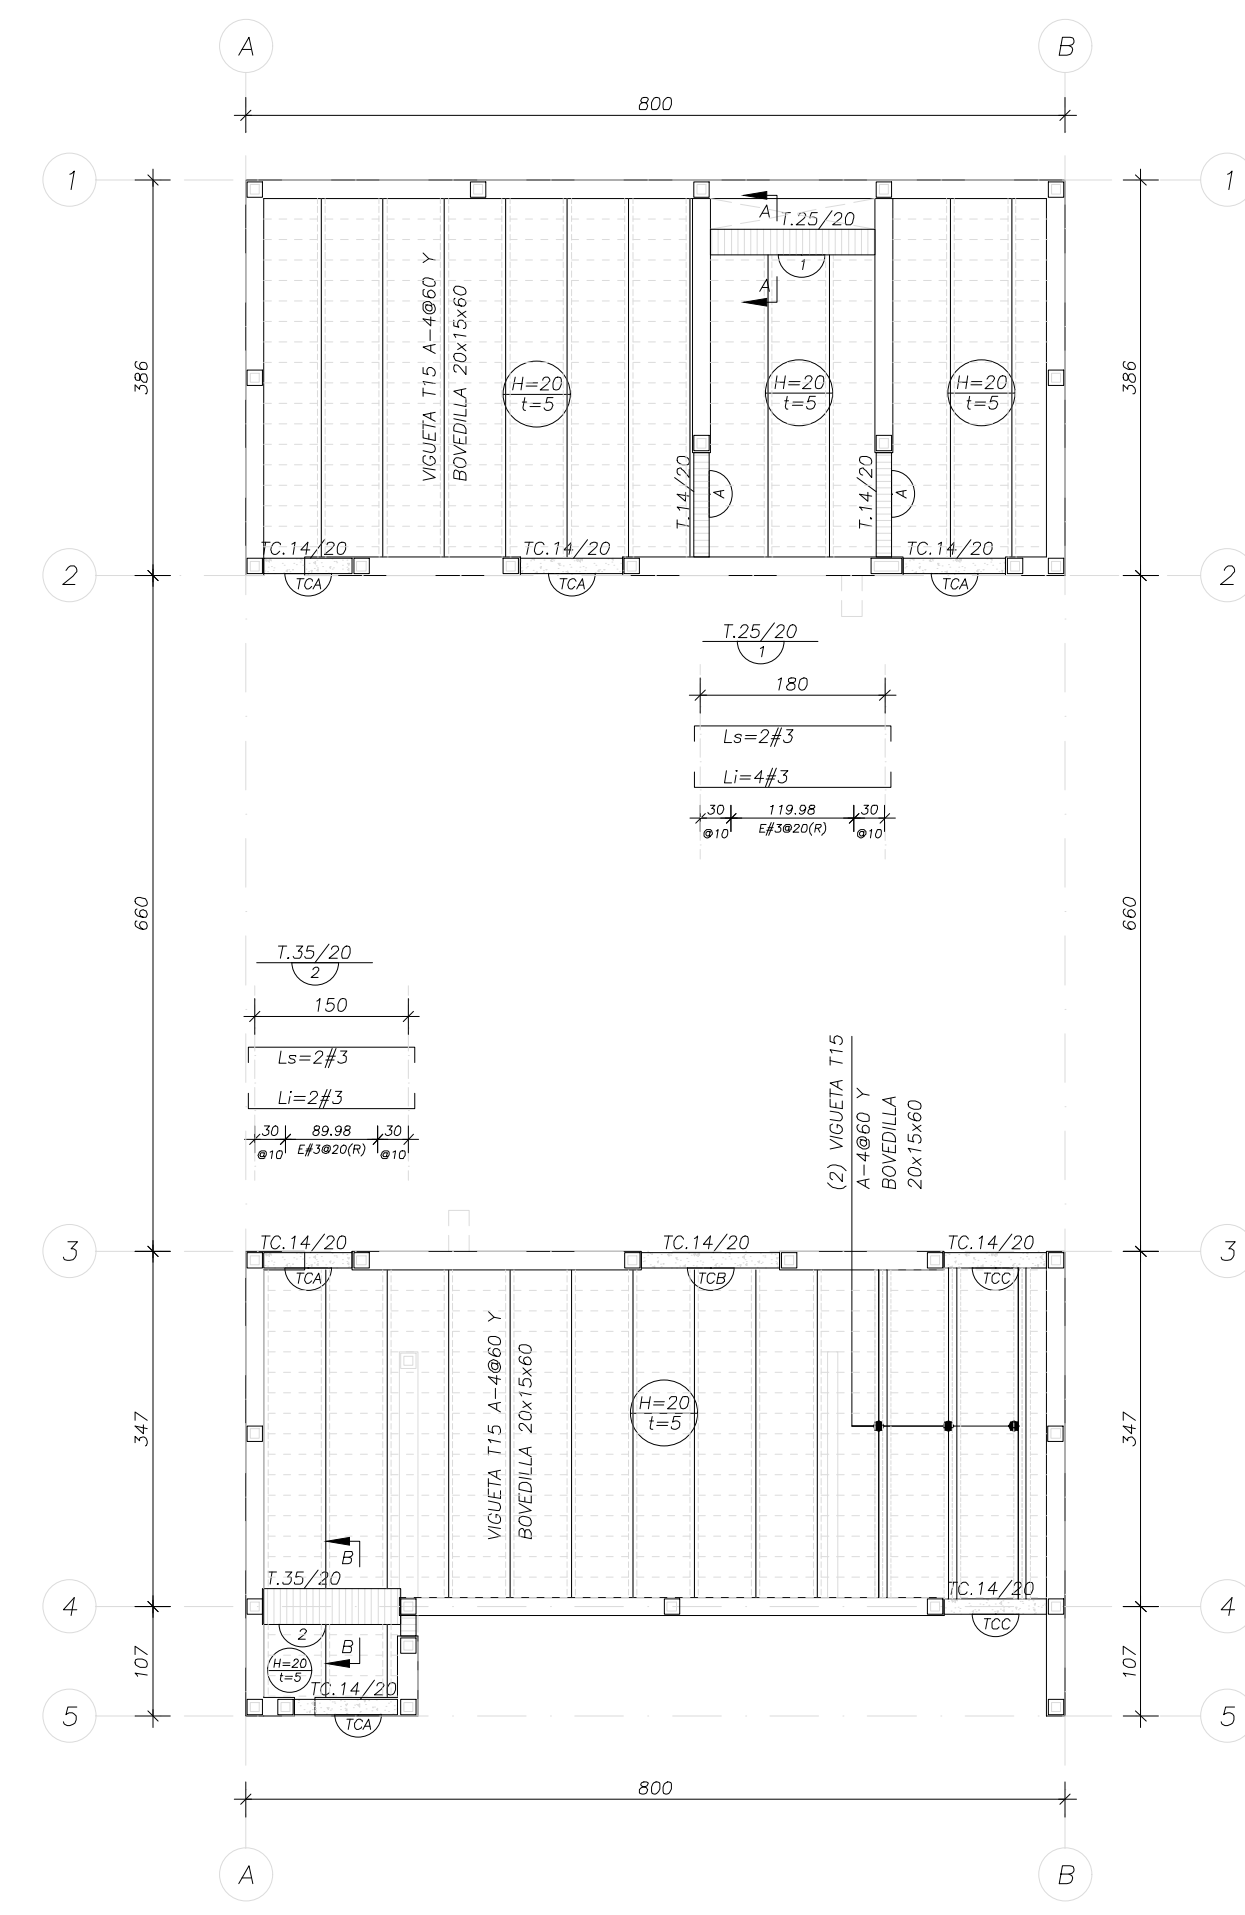 A
B
800
1
1
A
T.25/20
1
A
VIGUETA T15 A-4@60 Y
BOVEDILLA 20x15x60
386
386
H=20
t=5
H=20
t=5
H=20
t=5
T.14/20
A
T.14/20
A
TC.14/20
TC.14/20
TC.14/20
2
2
TCA
TCA
TCA
T.25/20
1
180
Ls=2#3
Li=4#3
30
119.98
30
@10
E#3@20(R)
@10
660
660
T.35/20
2
150
Ls=2#3
Li=2#3
30
89.98
30
@10
E#3@20(R)
@10
(2) VIGUETA T15
A-4@60 Y
BOVEDILLA
20x15x60
TC.14/20
TC.14/20
TC.14/20
3
3
TCA
TCB
TCC
VIGUETA T15 A-4@60 Y
BOVEDILLA 20x15x60
H=20
t=5
347
347
B
T.35/20
TC.14/20
4
4
2
TCC
B
H=20
t=5
107
107
TC.14/20
5
5
TCA
800
A
B